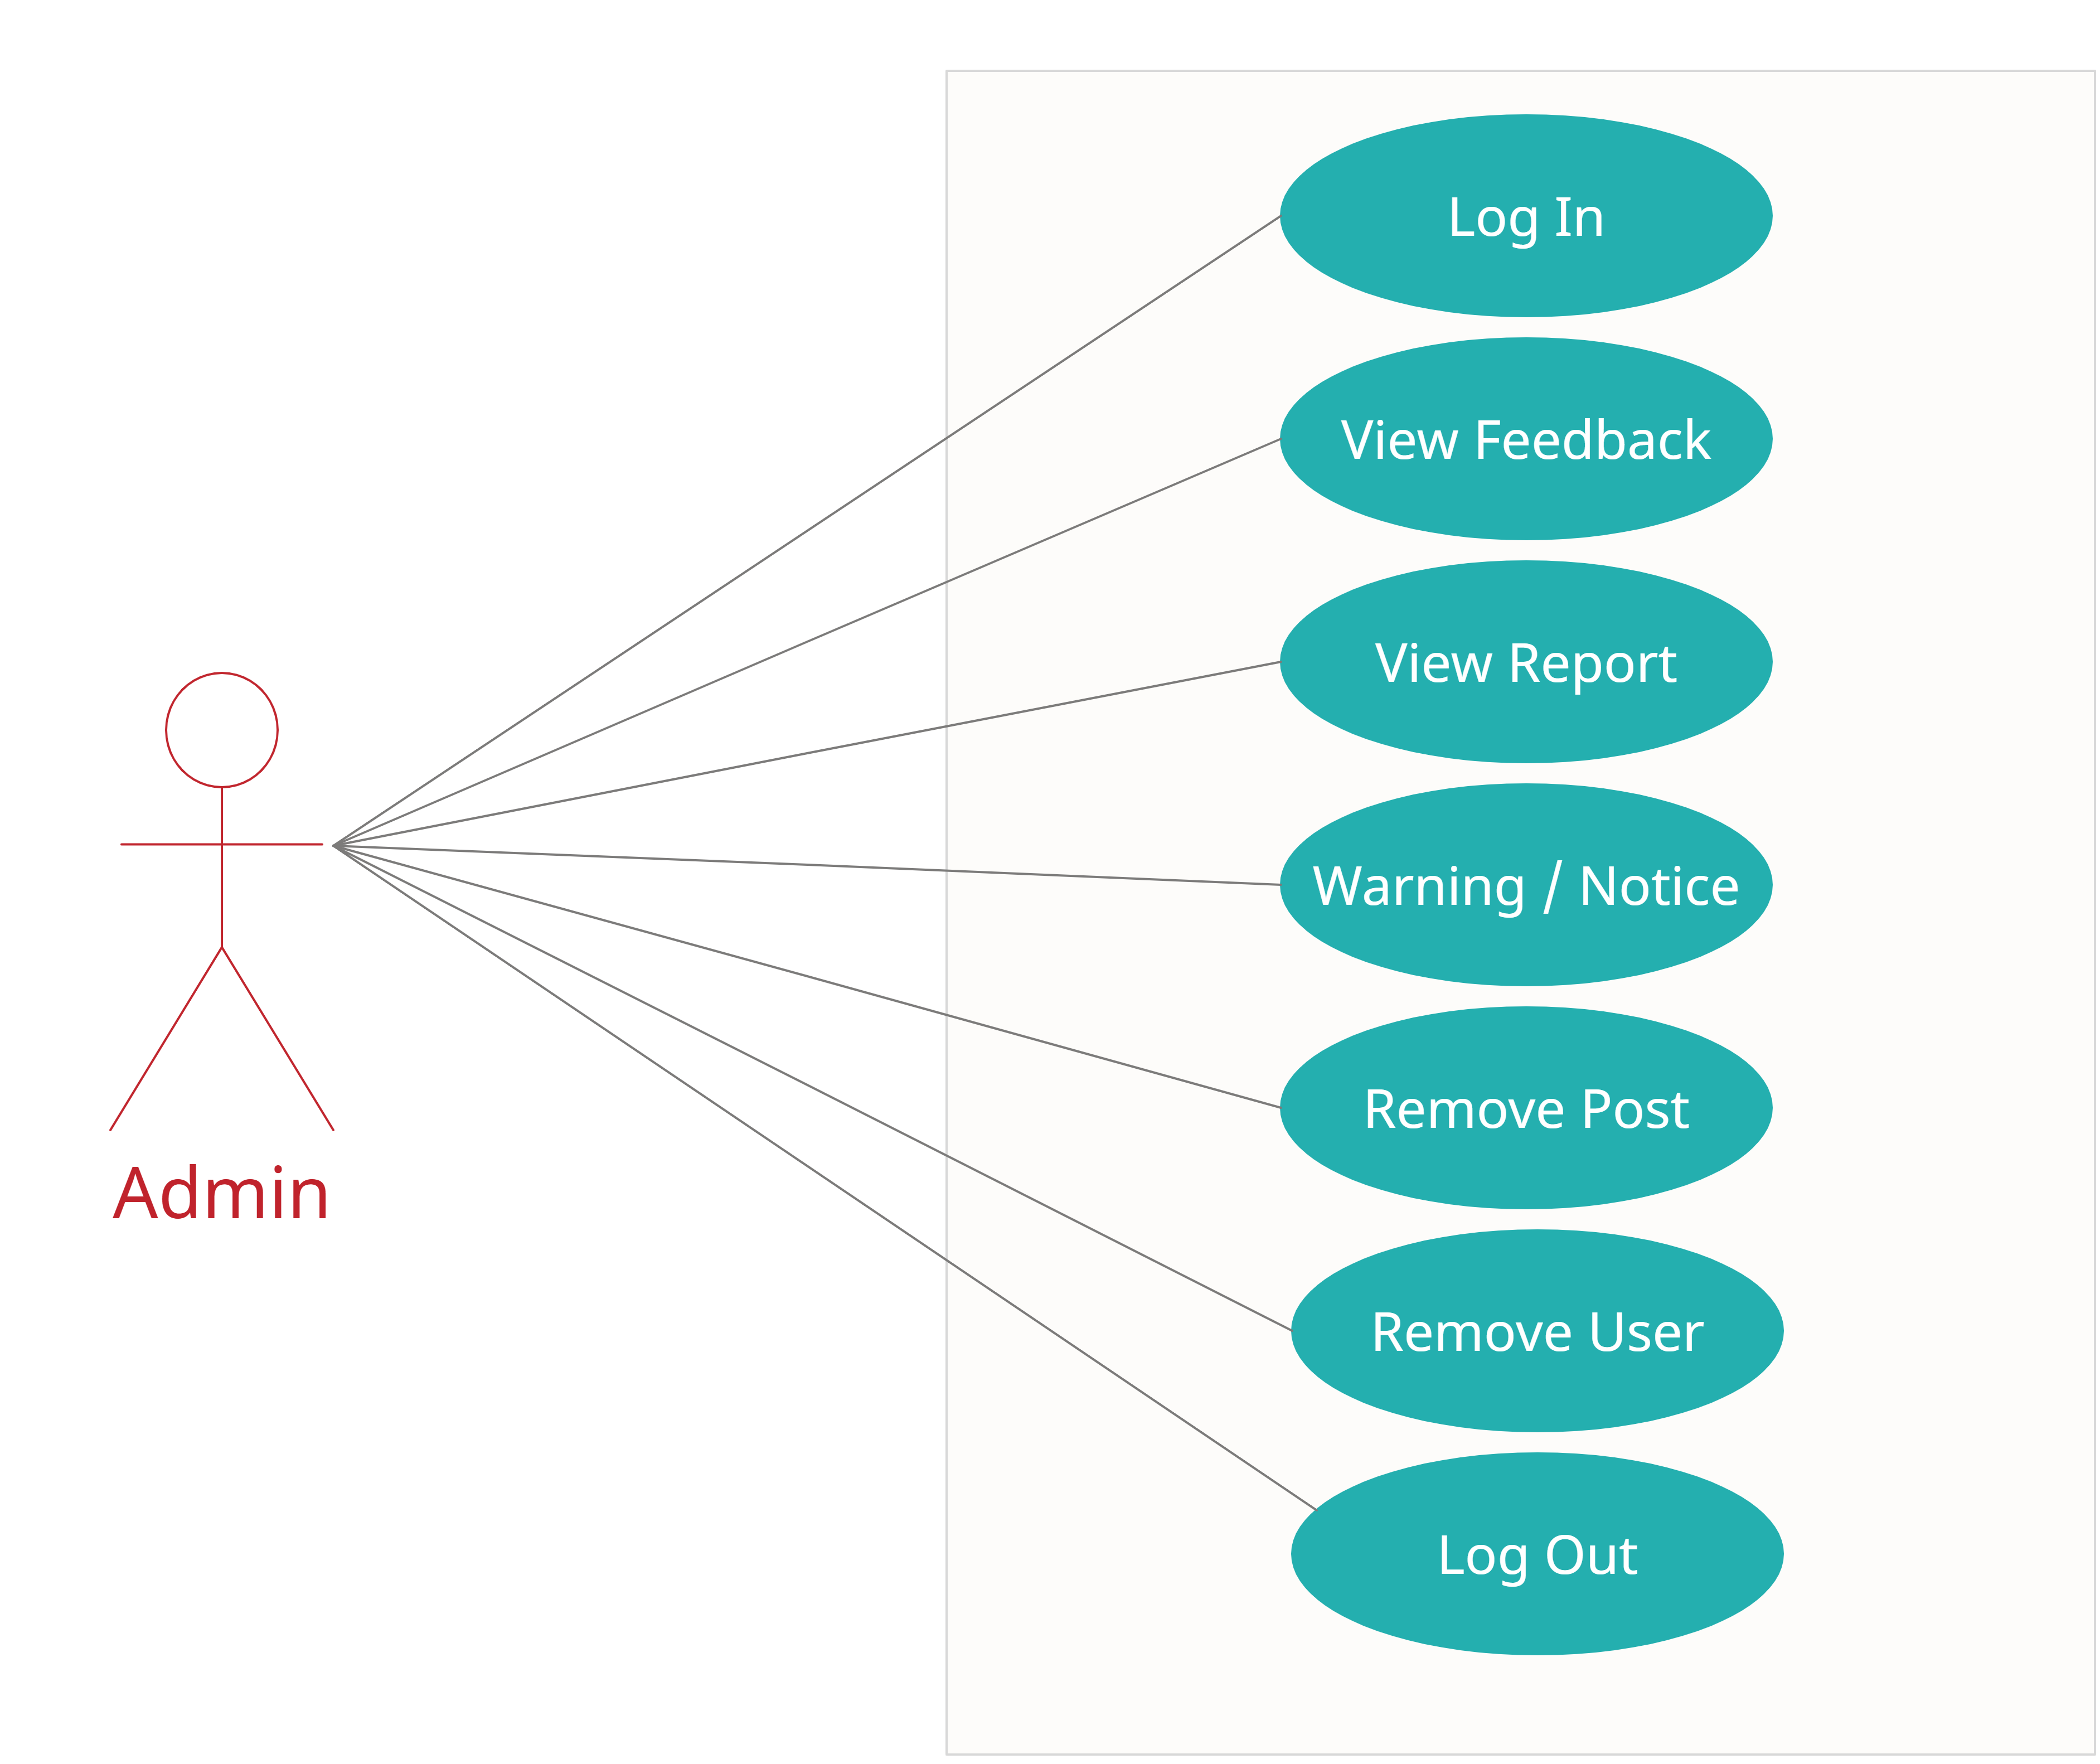 Log In
View Feedback
View Report
Warning / Notice
Remove Post
Admin
Remove User
Log Out